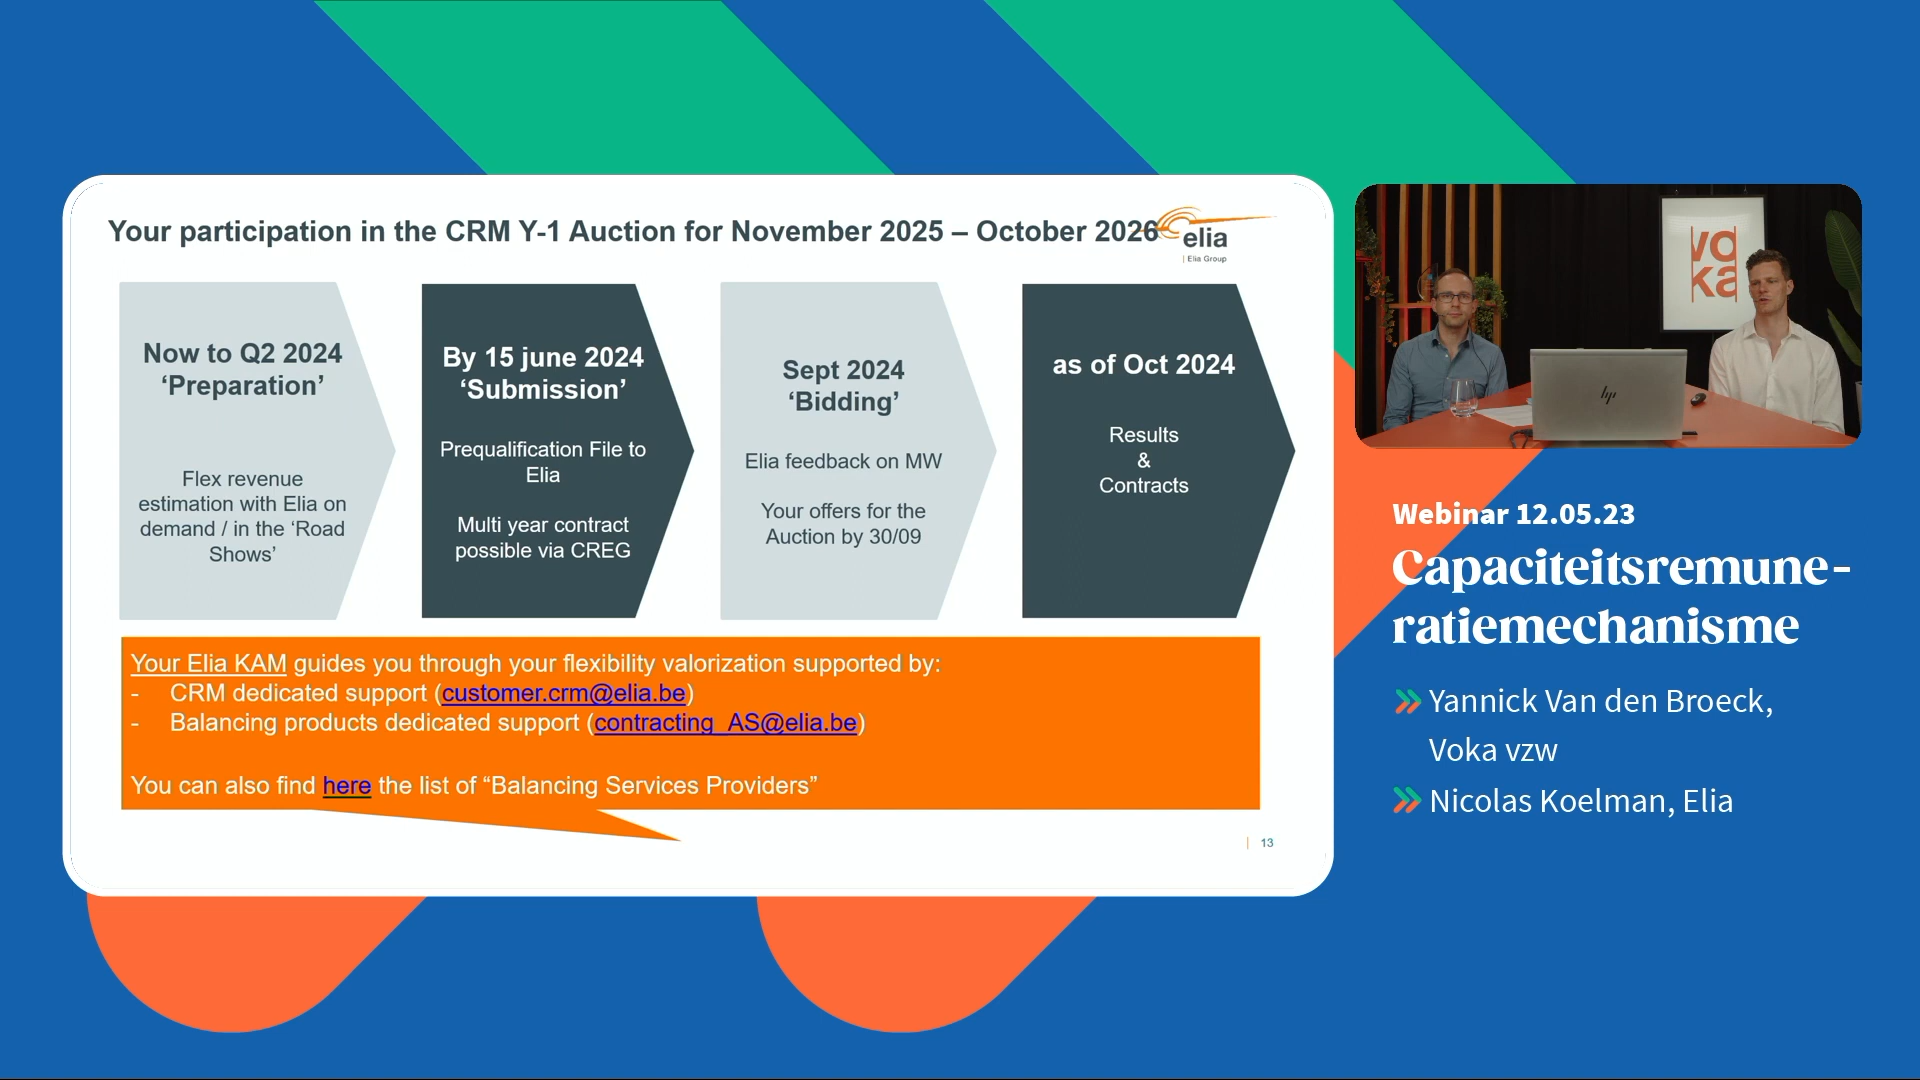 Your participation in the CRM Y-1 Auction for November 2025 – October 2026
elia
| Elia Group
Now to Q2 2024
‘Preparation’
Flex revenue
estimation with Elia on
demand / in the ‘Road
Shows’
By 15 june 2024
‘Submission’
Prequalification File to
Elia
Multi year contract
possible via CREG
Sept 2024
‘Bidding’
Elia feedback on MW
Your offers for the
Auction by 30/09
as of Oct 2024
Results
&
Contracts
Your Elia KAM guides you through your flexibility valorization supported by:
- CRM dedicated support (customer.crm@elia.be)
- Balancing products dedicated support (contracting_AS@elia.be)
You can also find here the list of “Balancing Services Providers”
| 13
vo
ka
hp
Webinar 12.05.23
Capaciteitsremune-
ratiemechanisme
Yannick Van den Broeck,
Voka vzw
Nicolas Koelman, Elia